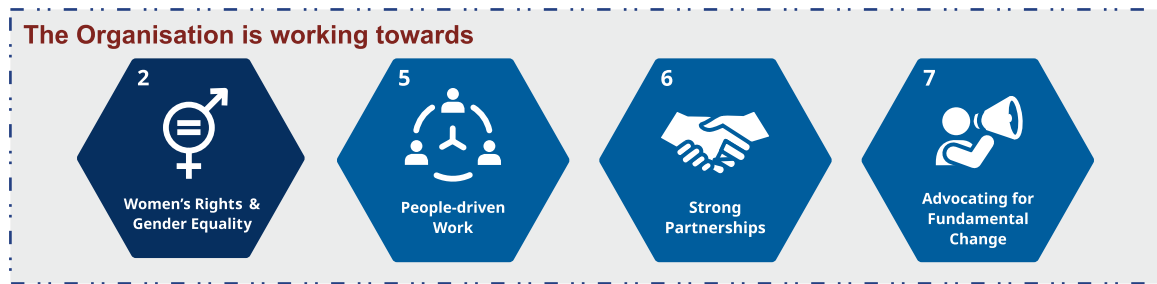 The Organisation is working towards
2
Women's Rights &
Gender Equality
5
People-driven
Work
6
Strong
Partnerships
7
Advocating for
Fundamental
Change